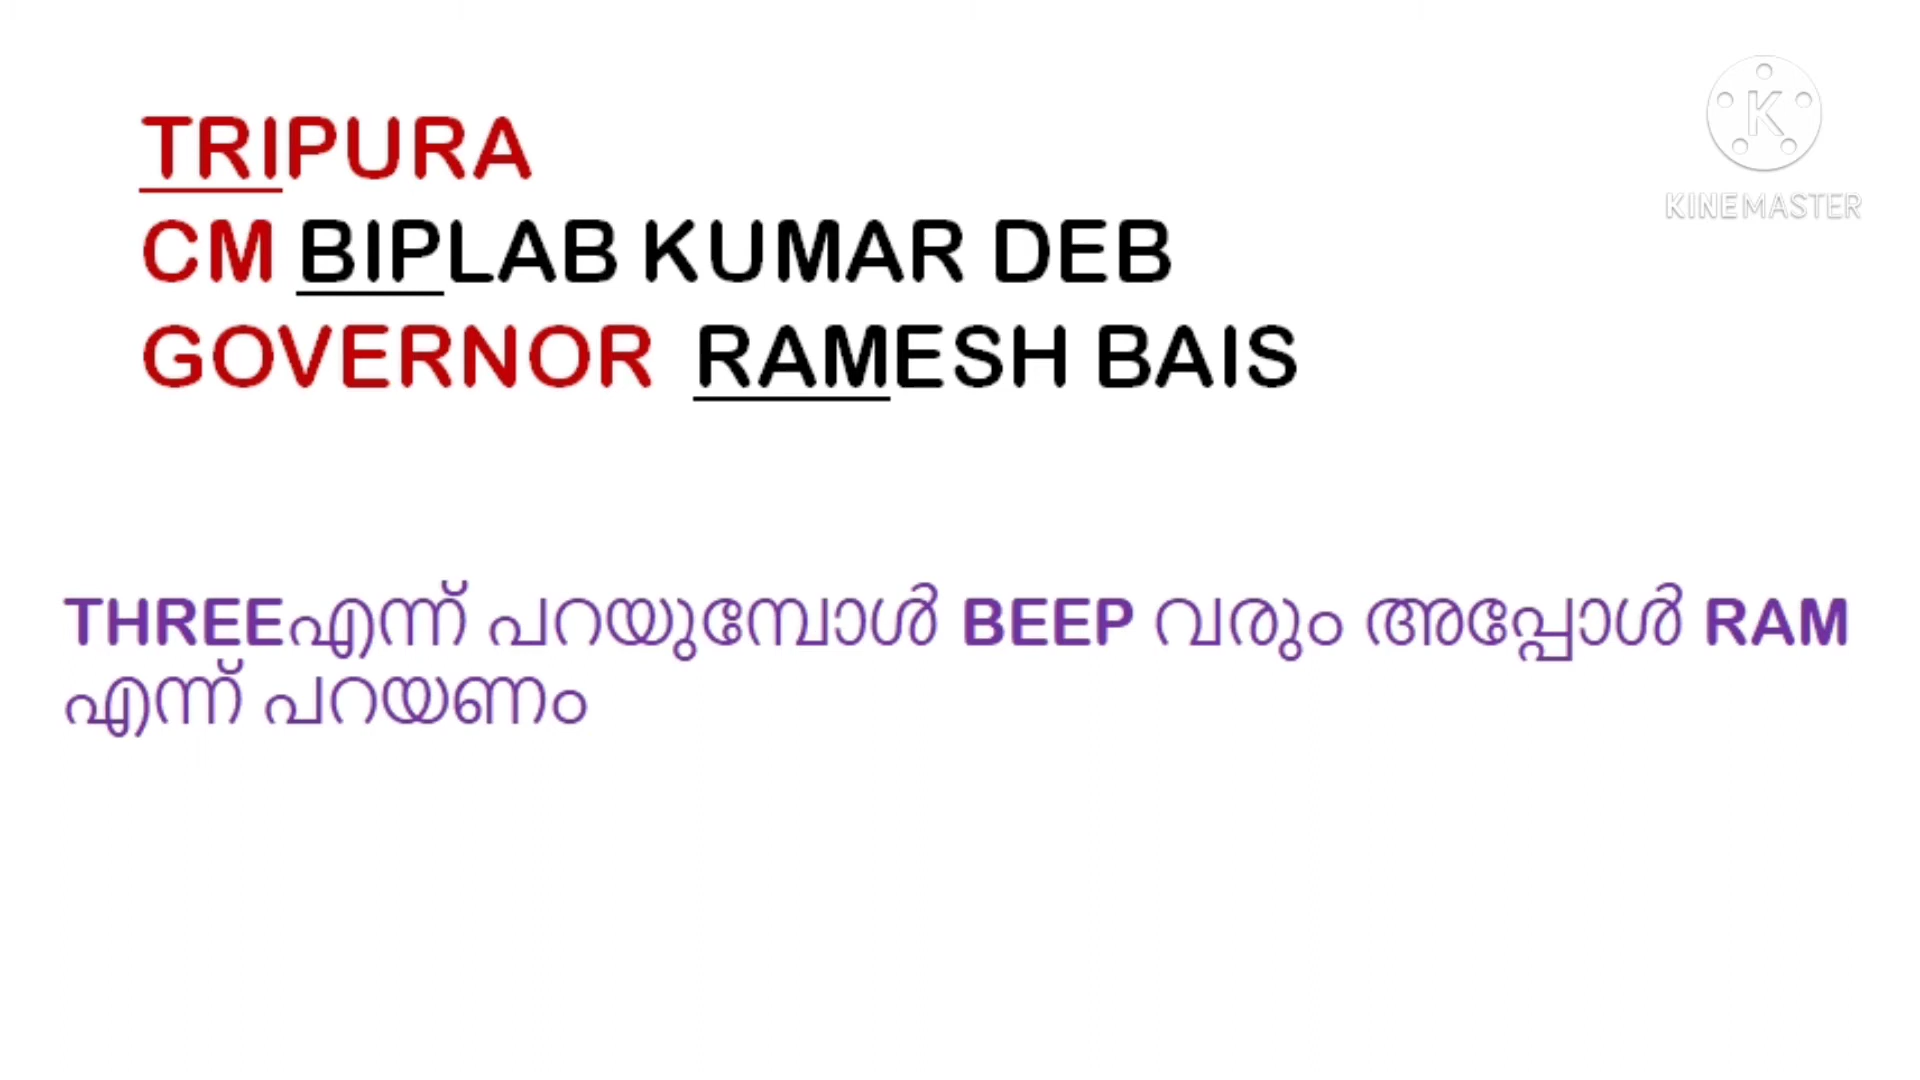 TRIPURA
CM BIPLAB KUMAR DEB
GOVERNOR RAMESH BAIS
THREEഎന്ന് പറയുമ്പോൾ BEEP വരും അപ്പോൾ RAM
എന്ന് പറയണം
K
KINEMASTER